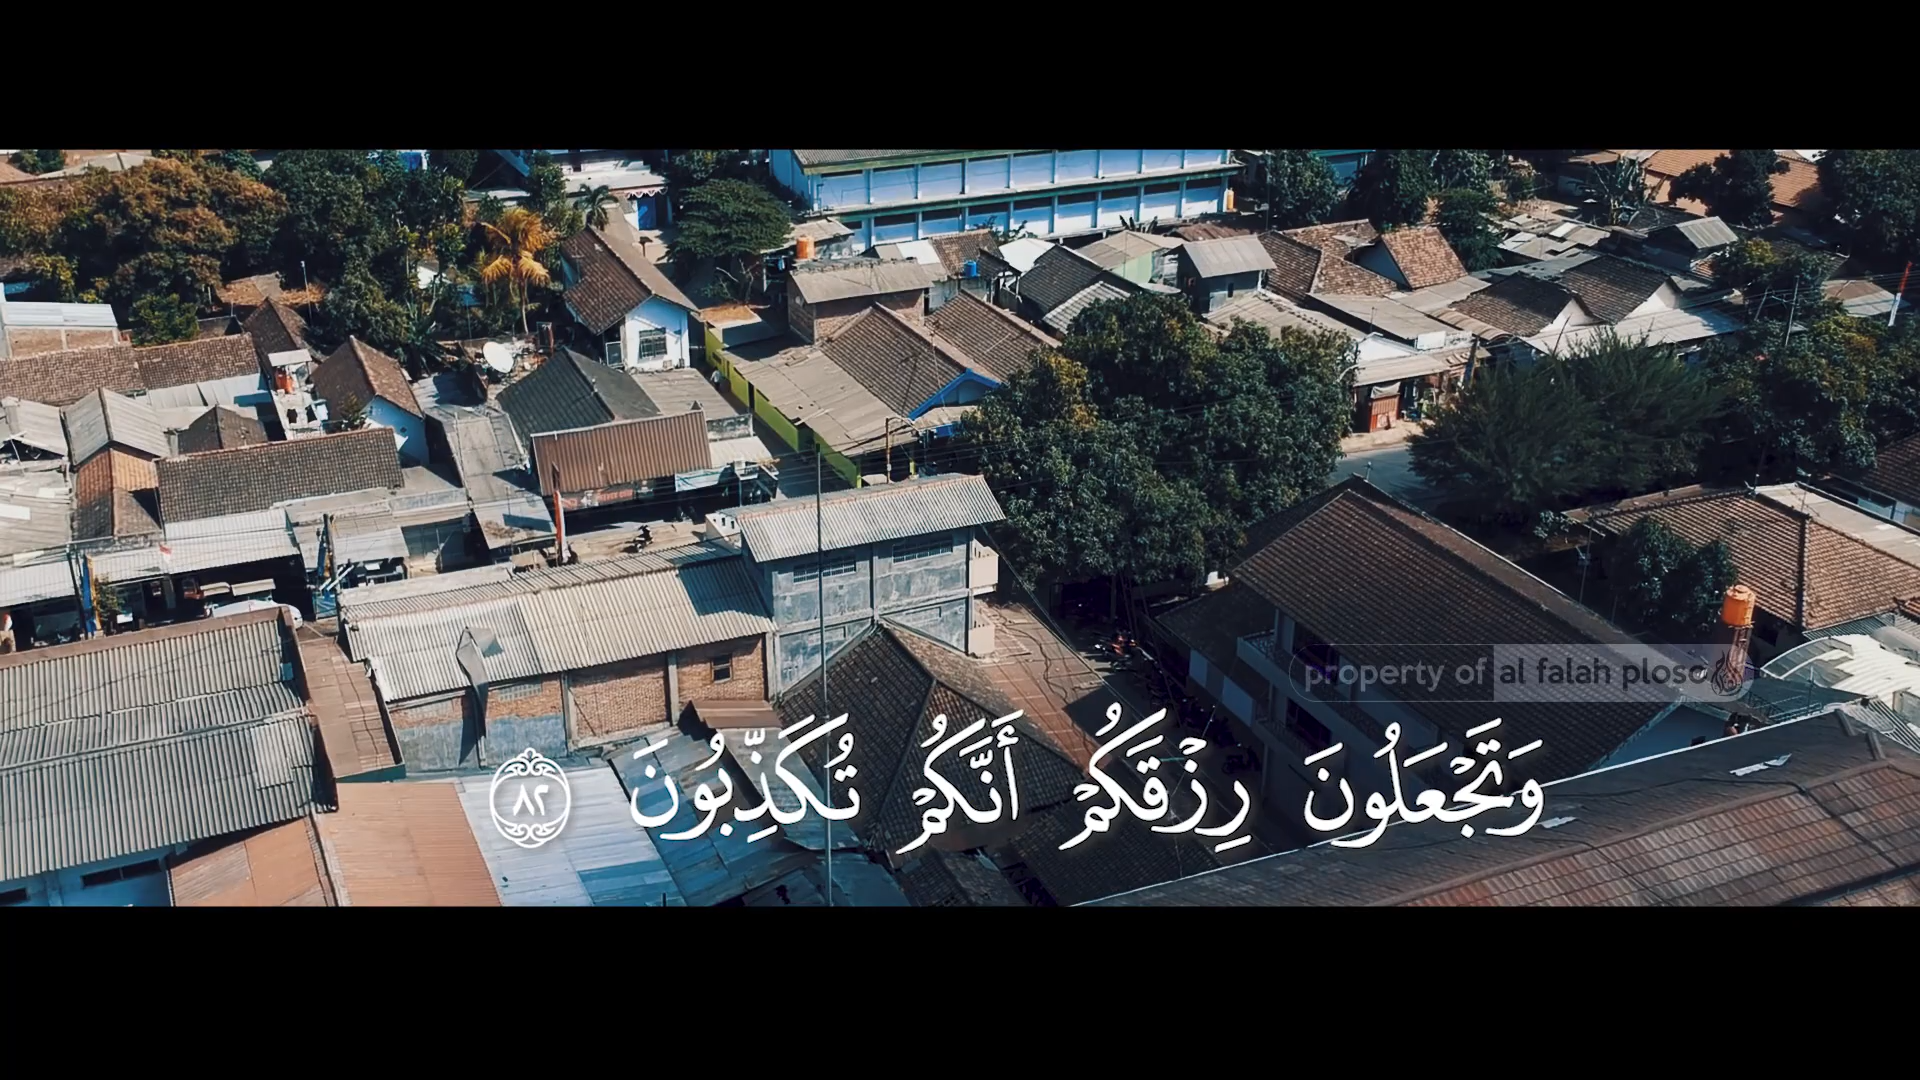 property of al falah ploso
وَتَجْعَلُونَ رِزْقَكُمْ أَنَّكُمْ تُكَذِّبُونَ ٨٢